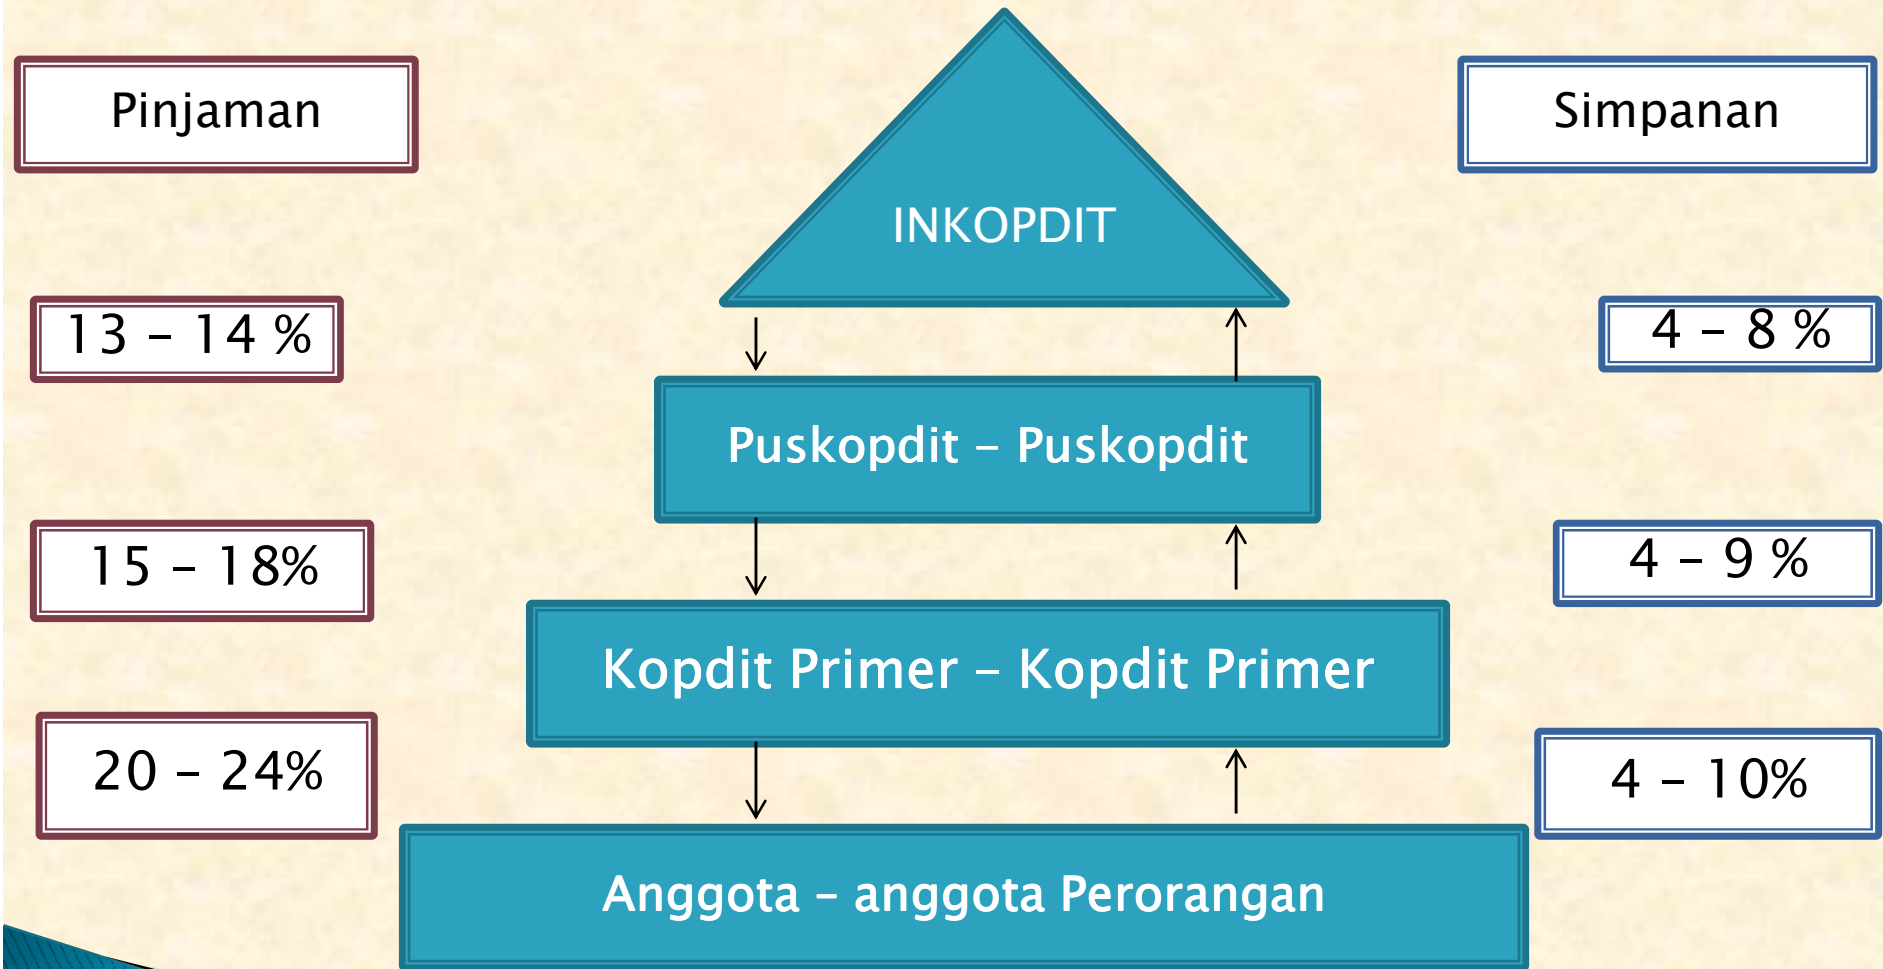 Pinjaman
Simpanan
INKOPDIT
13 – 14 %
4 – 8 %
Puskopdit – Puskopdit
15 – 18%
4 – 9 %
Kopdit Primer – Kopdit Primer
20 – 24%
4 – 10%
Anggota – anggota Perorangan